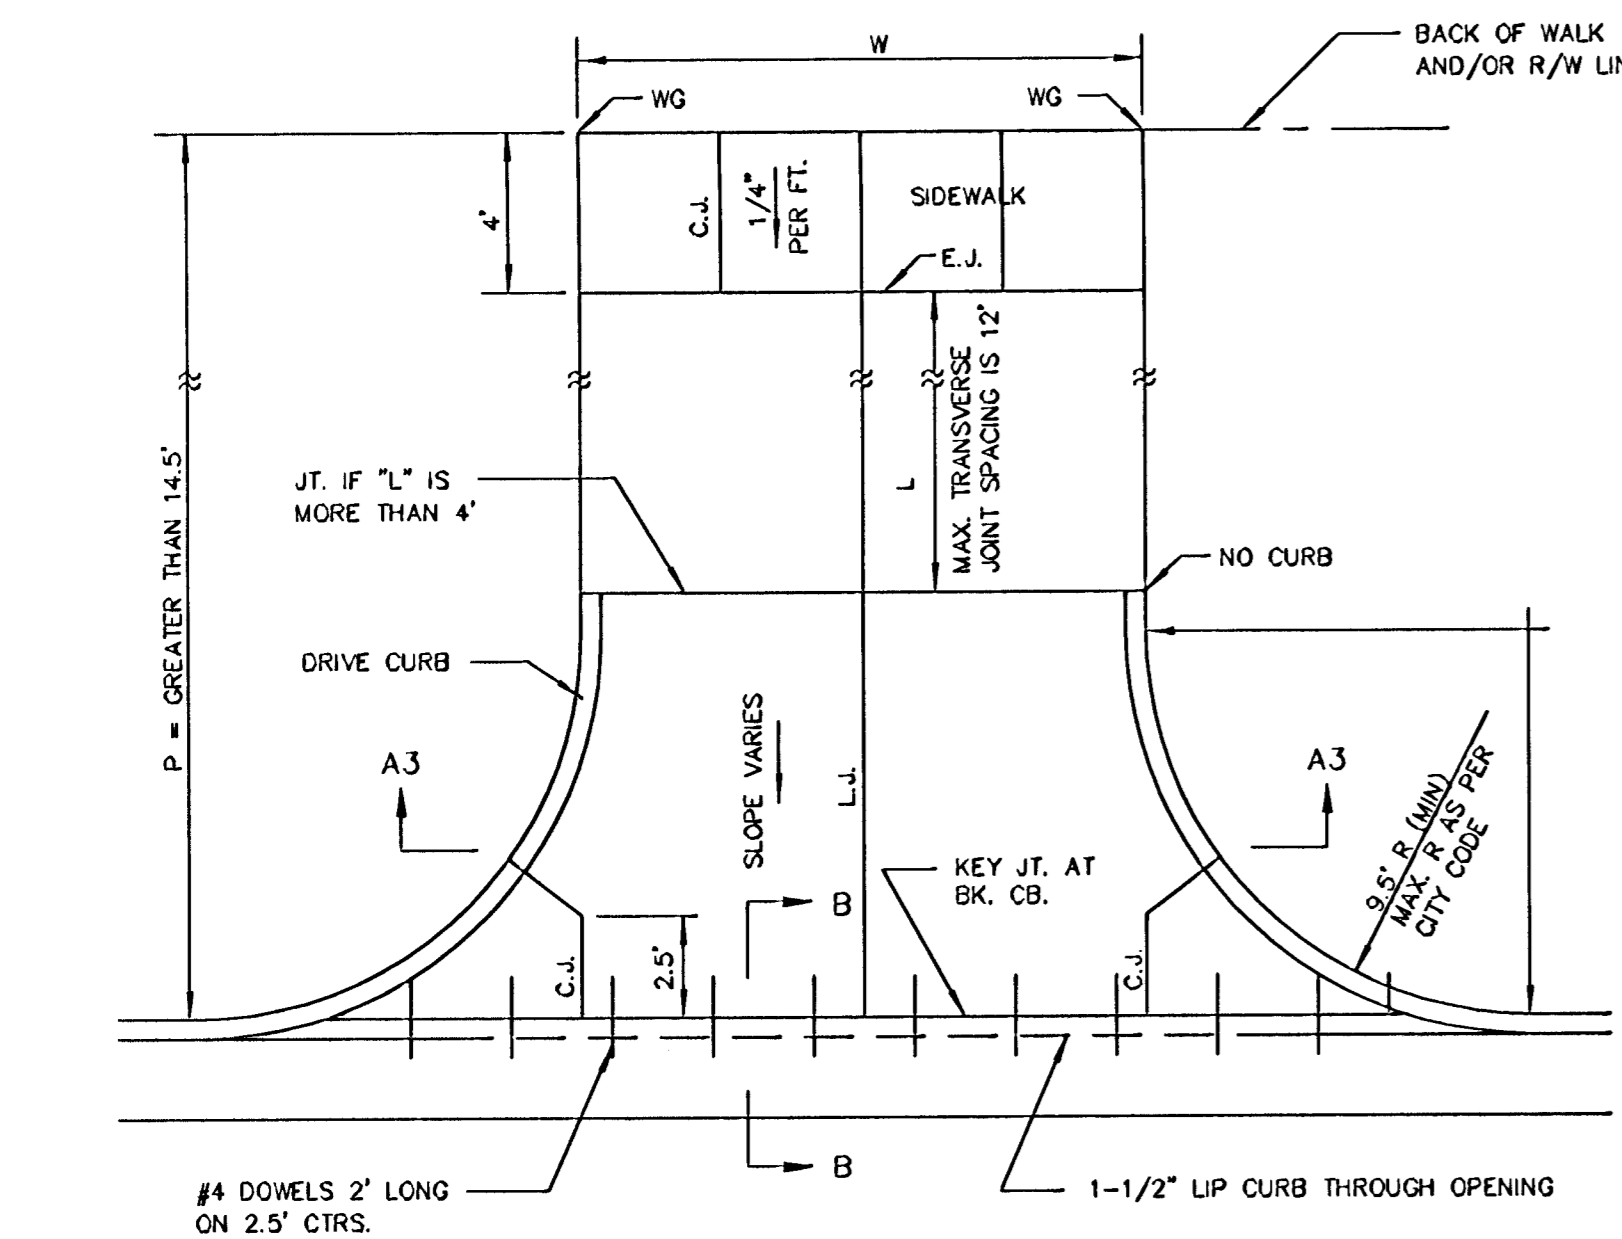 W
BACK OF WALK
AND/OR R/W
WG
WG
4'
C.J.
1/4"
PER FT.
SIDEWALK
E.J.
P = GREATER THAN 14.5'
L
MAX. TRANSVERSE
JOINT SPACING IS 12'
JT. IF "L" IS
MORE THAN 4'
NO CURB
DRIVE CURB
A3
SLOPE VARIES
L.J.
A3
9.5' R (MIN)
MAX. R AS PER
CITY CODE
KEY JT. AT
BK. CB.
B
C.J.
2.5'
C.J.
B
#4 DOWELS 2' LONG
ON 2.5' CTRS.
1-1/2" LIP CURB THROUGH OPENING